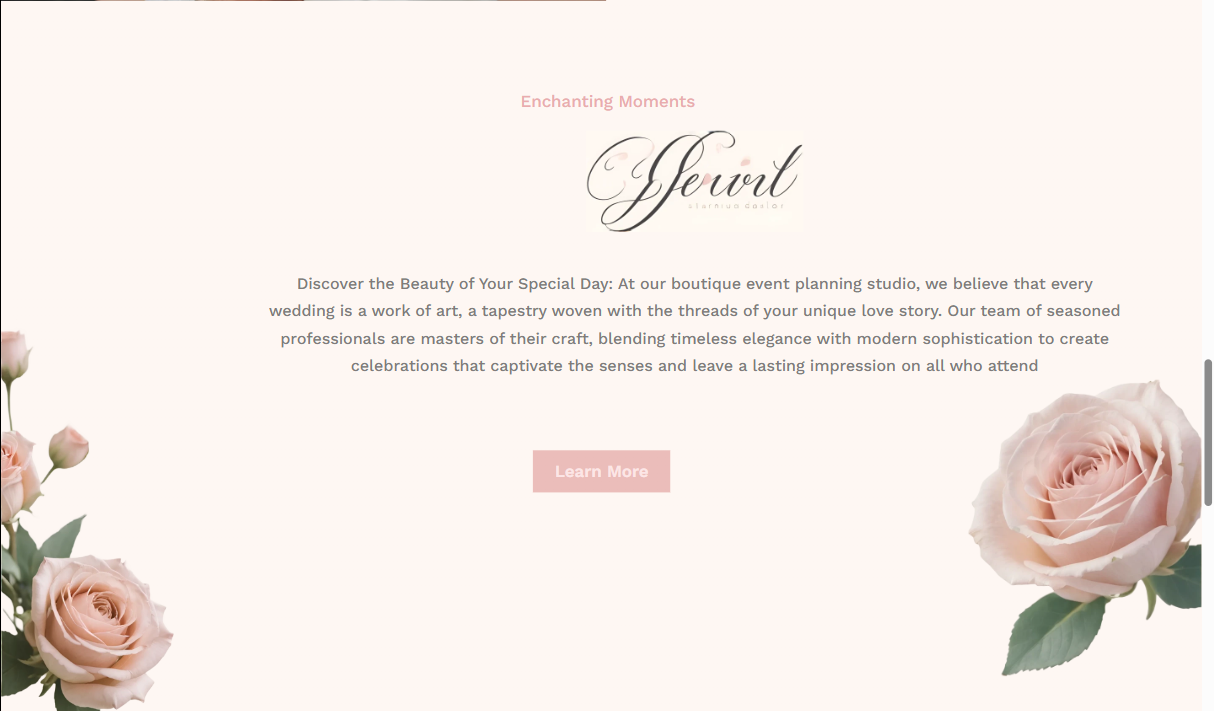 Enchanting Moments
Discover the Beauty of Your Special Day: At our boutique event planning studio, we believe that every
wedding is a work of art, a tapestry woven with the threads of your unique love story. Our team of seasoned
professionals are masters of their craft, blending timeless elegance with modern sophistication to create
celebrations that captivate the senses and leave a lasting impression on all who attend
Learn More